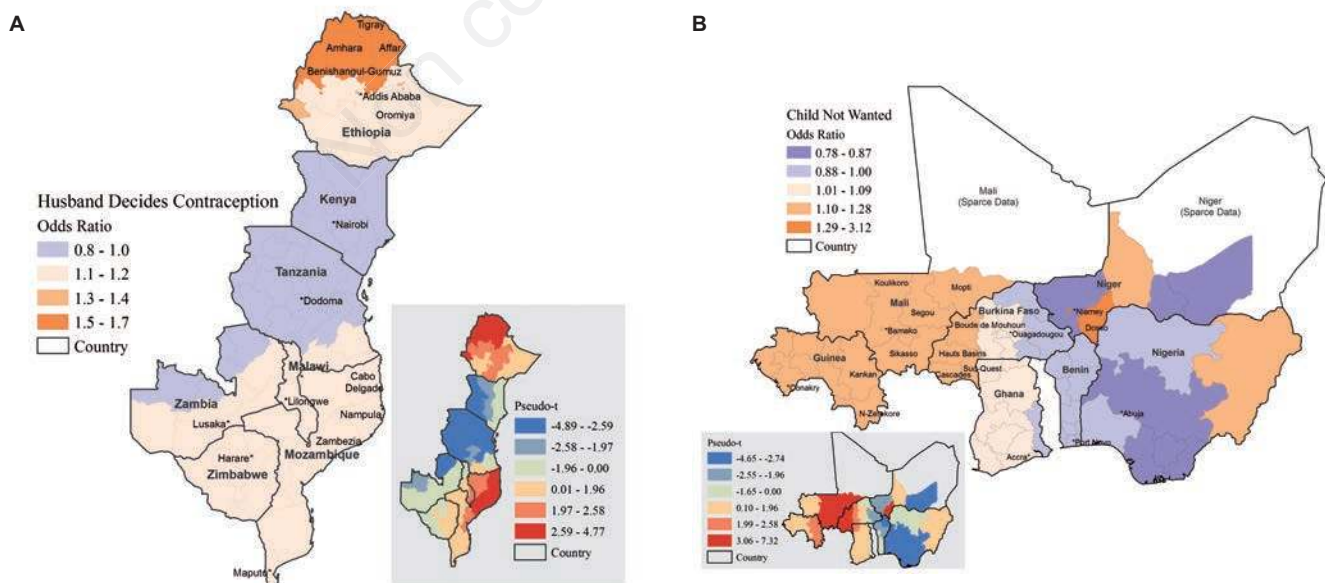 A
Tigray
Amhara
Affar
Benishangul-Gumuz
*Addis Ababa
Oromiya
Ethiopia
Kenya
*Nairobi
Tanzania
*Dodoma
Malawi
Cabo
Delgado
*Lilongwe
Nampula
Zambia
Lusaka*
Zambezia
Mozambique
Harare*
Zimbabwe
Maputo*
Husband Decides Contraception
Odds Ratio
0.8 - 1.0
1.1 - 1.2
1.3 - 1.4
1.5 - 1.7
Country
Pseudo-t
-4.89 - -2.59
-2.58 - -1.97
-1.96 - 0.00
0.01 - 1.96
1.97 - 2.58
2.59 - 4.77
Country
B
Child Not Wanted
Odds Ratio
0.78 - 0.87
0.88 - 1.00
1.01 - 1.09
1.10 - 1.28
1.29 - 3.12
Country
Mali
(Sparce Data)
Niger
(Sparce Data)
Koulikoro
Mopti
Niger
Mali
Segou
Burkina Faso
*Niamey
Dosso
*Bamako
Boucle de Mouhoun
*Ouagadougou
Nigeria
Guinea
Sikasso
Hauts Basins
Sud-Ouest
Benin
Kankan
Cascades
*Conakry
Ghana
*Abuja
N-Zerekore
*Port Novo
Accra*
Pseudo-t
-4.65 - -2.74
-2.55 - -1.96
-1.65 - 0.00
0.10 - 1.96
1.99 - 2.58
3.06 - 7.32
Country